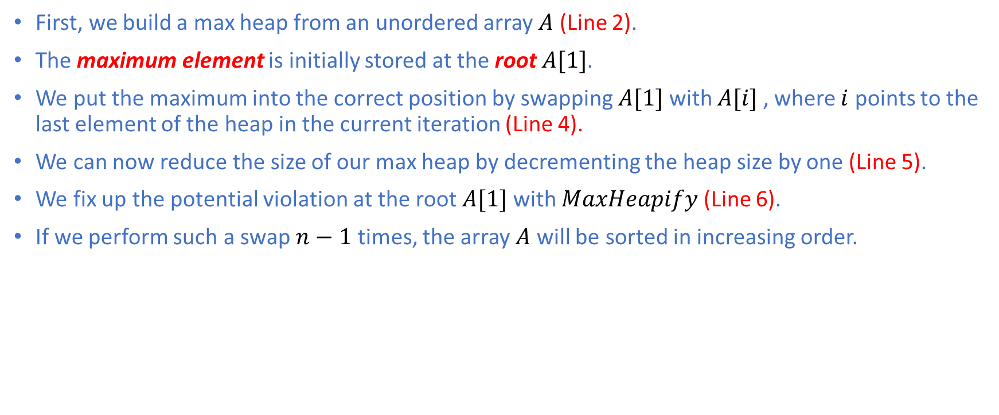 • First, we build a max heap from an unordered array A (Line 2).
• The maximum element is initially stored at the root A[1].
• We put the maximum into the correct position by swapping A[1] with A[i] , where i points to the
last element of the heap in the current iteration (Line 4).
• We can now reduce the size of our max heap by decrementing the heap size by one (Line 5).
• We fix up the potential violation at the root A[1] with MaxHeapify (Line 6).
• If we perform such a swap n − 1 times, the array A will be sorted in increasing order.